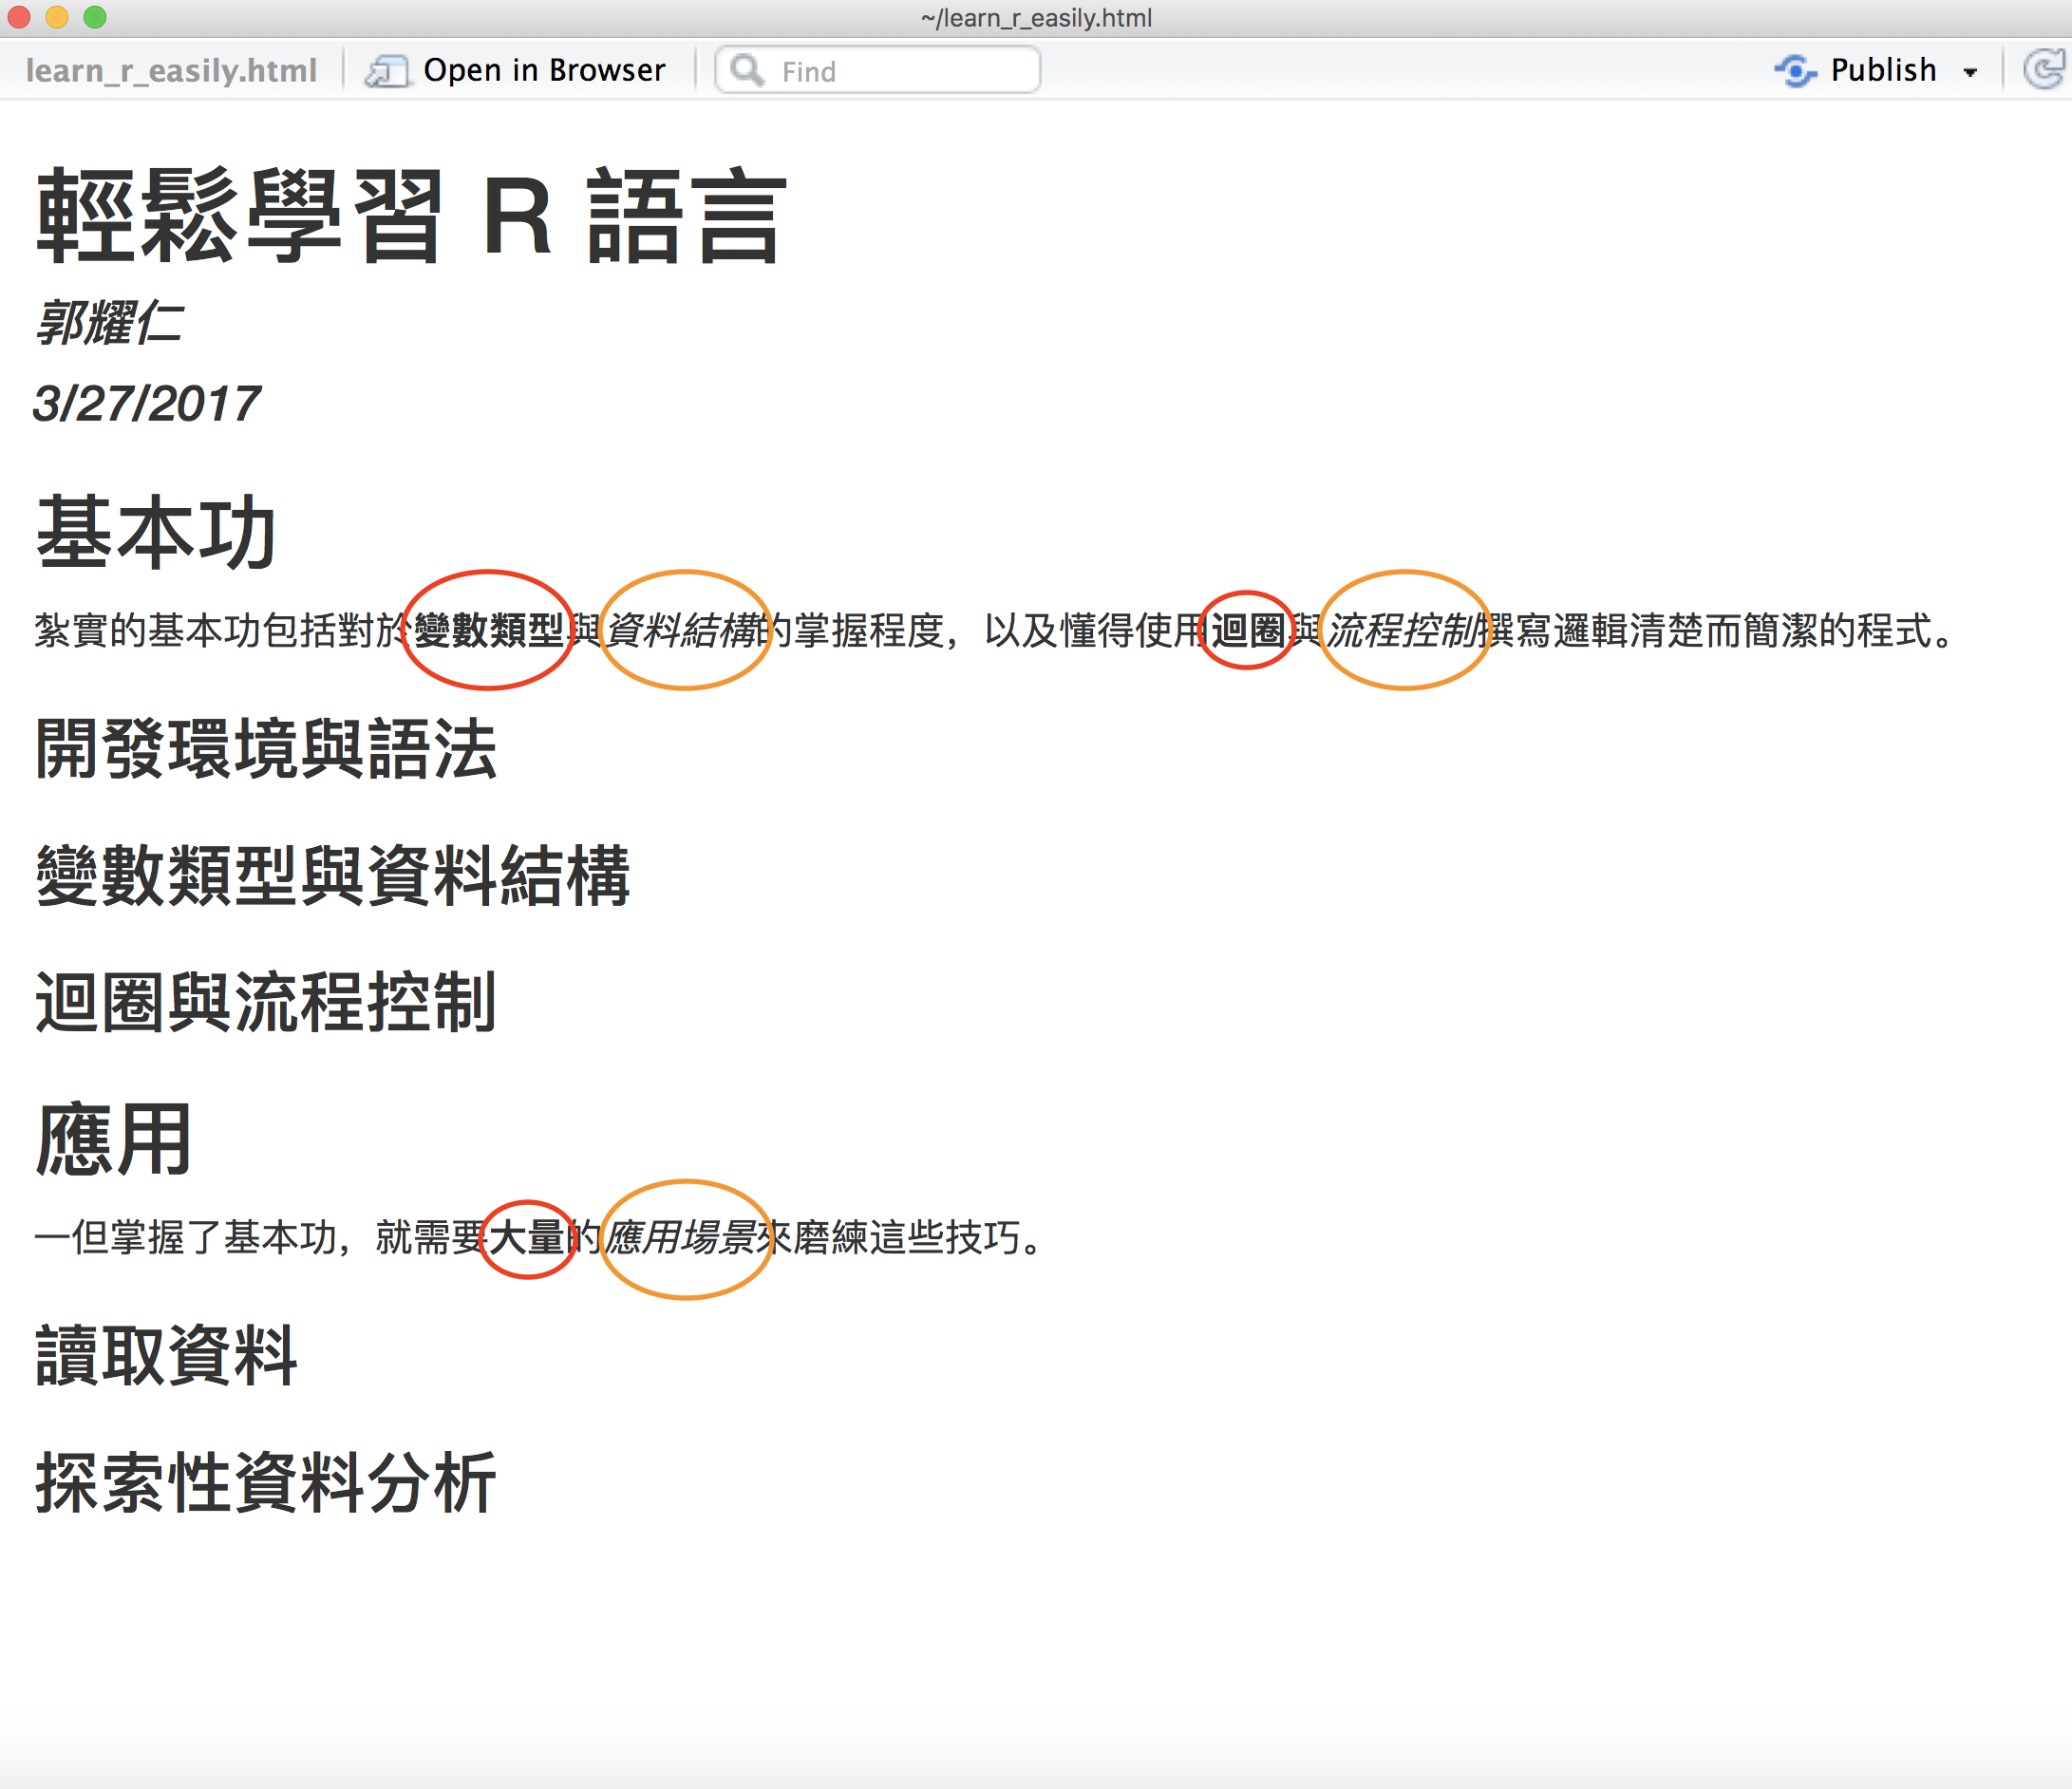 ~/learn_r_easily.html
learn_r_easily.html Open in Browser Find Publish
輕鬆學習 R 語言
郭耀仁
3/27/2017
基本功
紮實的基本功包括對於變數類型與資料結構的掌握程度，以及懂得使用迴圈與流程控制撰寫邏輯清楚而簡潔的程式。
開發環境與語法
變數類型與資料結構
迴圈與流程控制
應用
一但掌握了基本功，就需要大量的應用場景來磨練這些技巧。
讀取資料
探索性資料分析